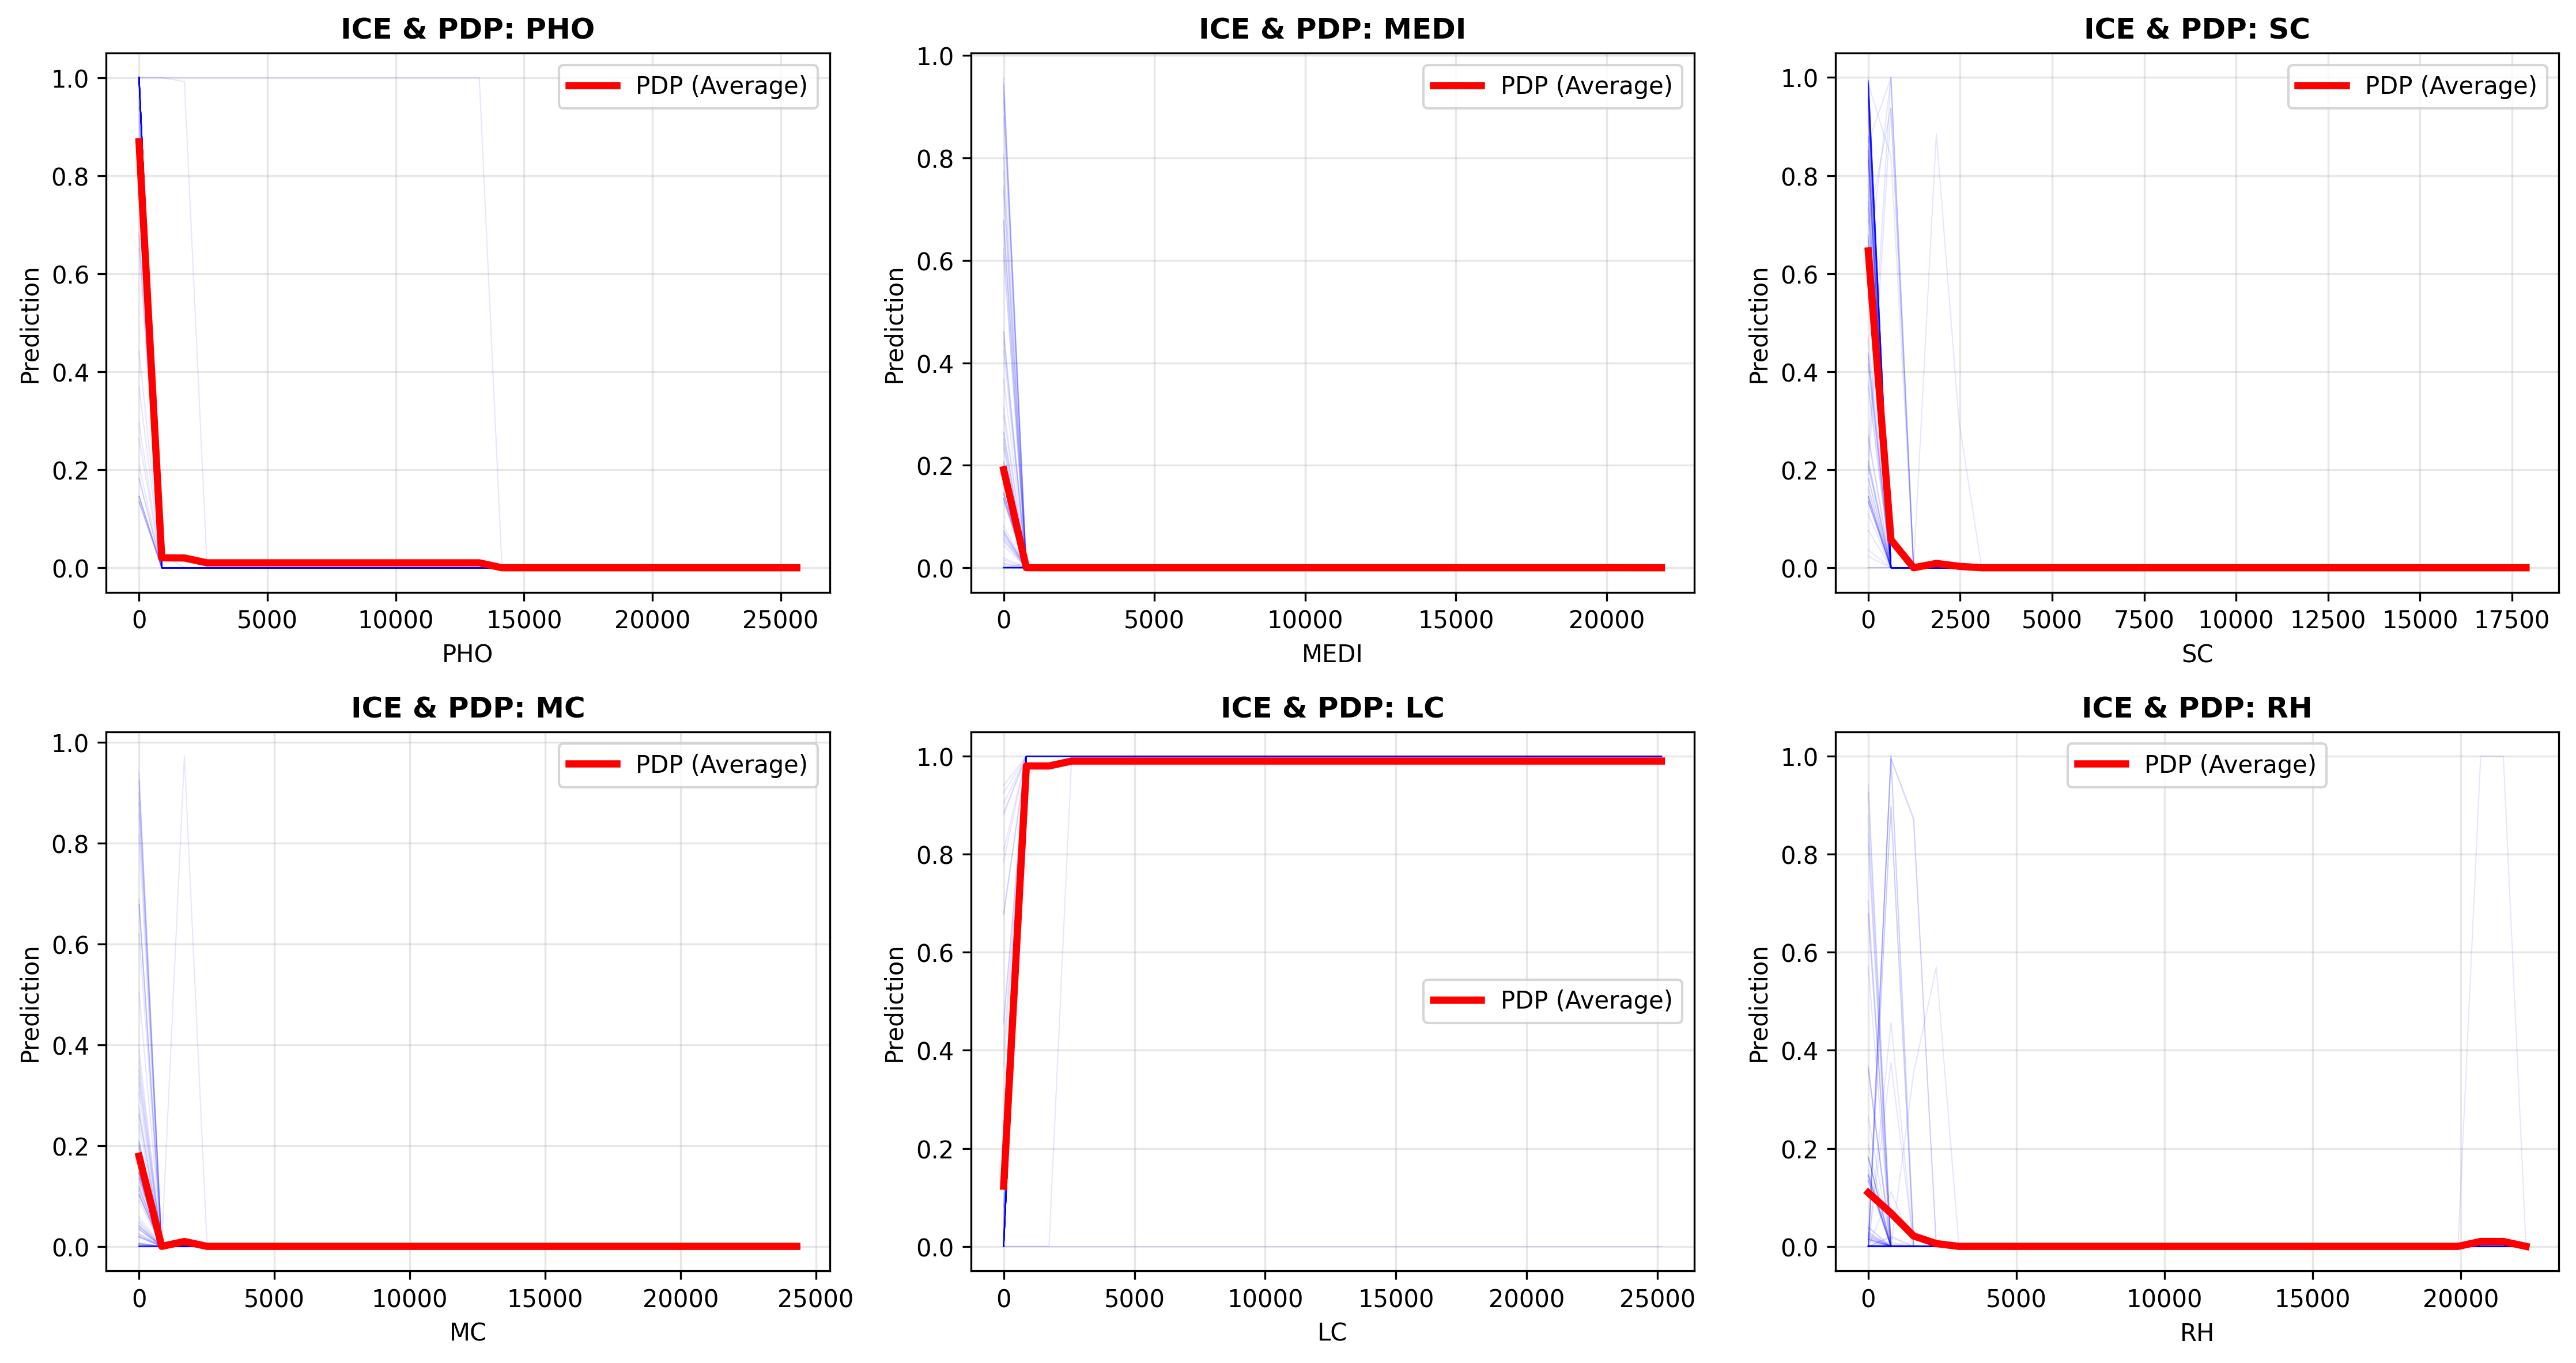 ICE & PDP: PHO
PDP (Average)
1.0
0.8
0.6
0.4
0.2
0.0
Prediction
0 5000 10000 15000 20000 25000
PHO
ICE & PDP: MEDI
PDP (Average)
1.0
0.8
0.6
0.4
0.2
0.0
Prediction
0 5000 10000 15000 20000
MEDI
ICE & PDP: SC
PDP (Average)
1.0
0.8
0.6
0.4
0.2
0.0
Prediction
0 2500 5000 7500 10000 12500 15000 17500
SC
ICE & PDP: MC
PDP (Average)
1.0
0.8
0.6
0.4
0.2
0.0
Prediction
0 5000 10000 15000 20000 25000
MC
ICE & PDP: LC
PDP (Average)
1.0
0.8
0.6
0.4
0.2
0.0
Prediction
0 5000 10000 15000 20000 25000
LC
ICE & PDP: RH
PDP (Average)
1.0
0.8
0.6
0.4
0.2
0.0
Prediction
0 5000 10000 15000 20000
RH